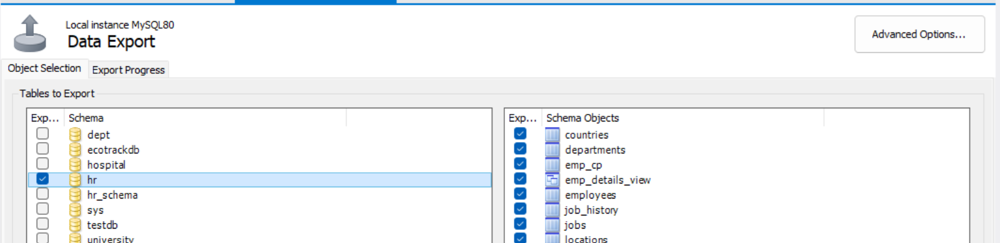 Local instance MySQL80
Data Export
Advanced Options...
Object Selection
Export Progress
Tables to Export
Exp... Schema
dept
ecotrackdb
hospital
hr
hr_schema
sys
testdb
university
Exp... Schema Objects
countries
departments
emp_cp
emp_details_view
employees
job_history
jobs
locations